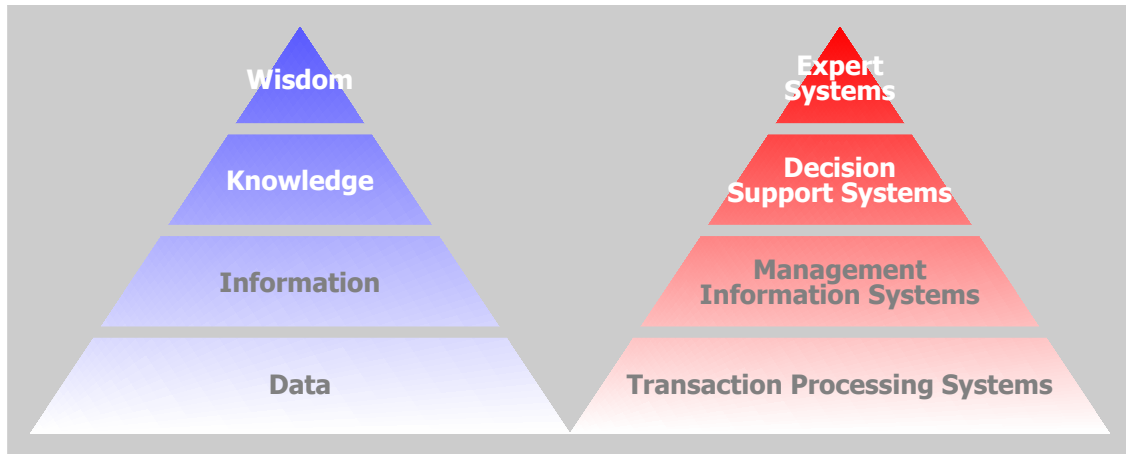 Wisdom
Knowledge
Information
Data
Expert
Systems
Decision
Support Systems
Management
Information Systems
Transaction Processing Systems